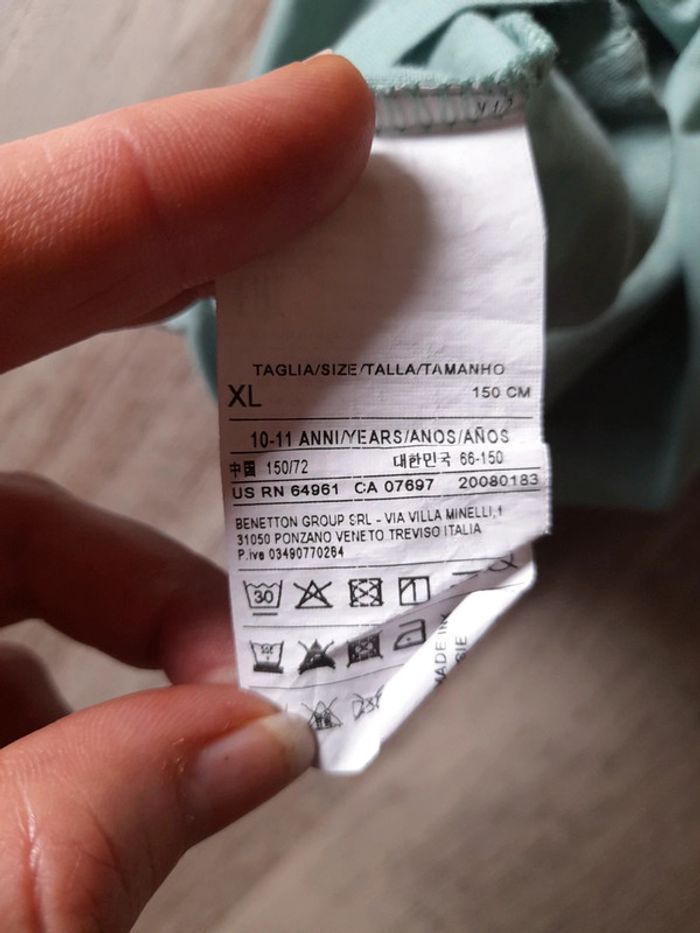 TAGLIA/SIZE/TALLA/TAMANHO
XL 150 CM
10-11 ANNI/YEARS/ANOS/AÑOS
中国 150/72 대한민국 66-150
US RN 64961 CA 07697 20080183
BENETTON GROUP SRL - VIA VILLA MINELLI,1
31050 PONZANO VENETO TREVISO ITALIA
P.iva 03490770264
30